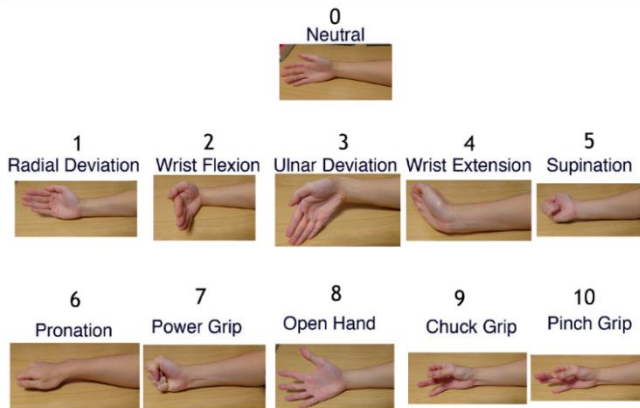 0
Neutral
1 2 3 4 5
Radial Deviation Wrist Flexion Ulnar Deviation Wrist Extension Supination
6 7 8 9 10
Pronation Power Grip Open Hand Chuck Grip Pinch Grip